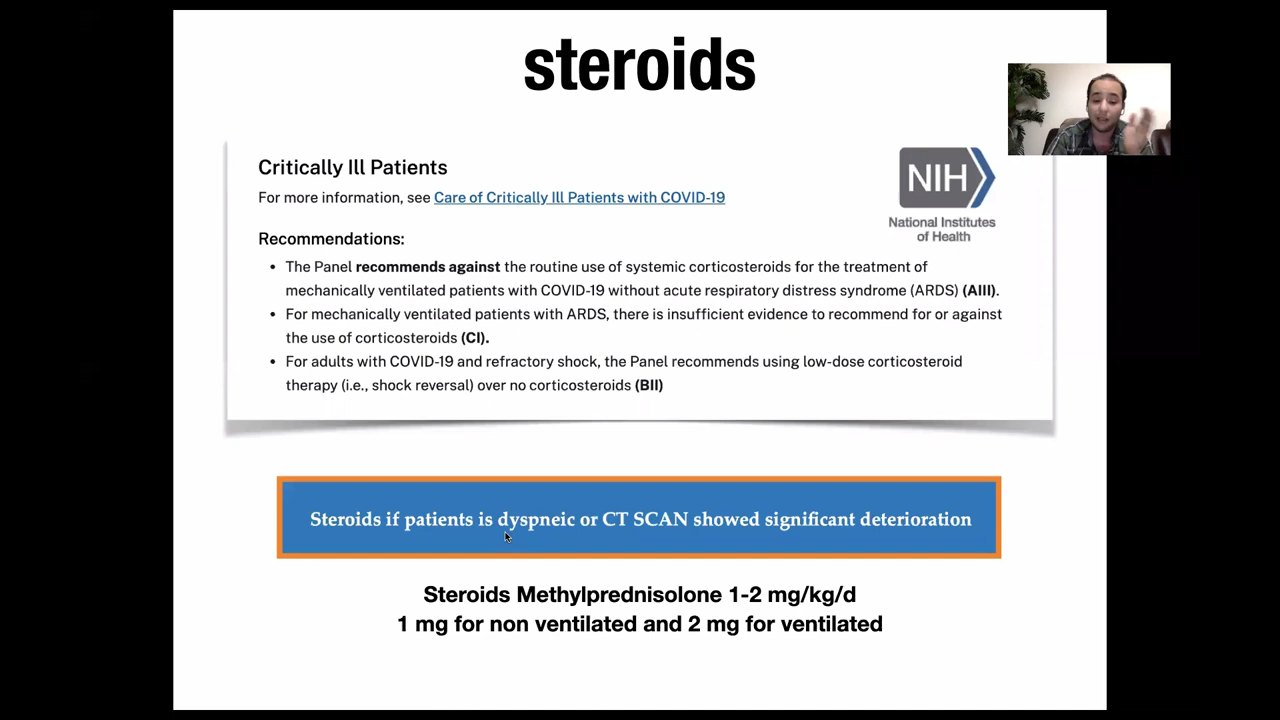 steroids
Critically Ill Patients
For more information, see Care of Critically Ill Patients with COVID-19
NIH
National Institutes
of Health
Recommendations:
• The Panel recommends against the routine use of systemic corticosteroids for the treatment of
mechanically ventilated patients with COVID-19 without acute respiratory distress syndrome (ARDS) (AIII).
• For mechanically ventilated patients with ARDS, there is insufficient evidence to recommend for or against
the use of corticosteroids (CI).
• For adults with COVID-19 and refractory shock, the Panel recommends using low-dose corticosteroid
therapy (i.e., shock reversal) over no corticosteroids (BII)
Steroids if patients is dyspneic or CT SCAN showed significant deterioration
Steroids Methylprednisolone 1-2 mg/kg/d
1 mg for non ventilated and 2 mg for ventilated